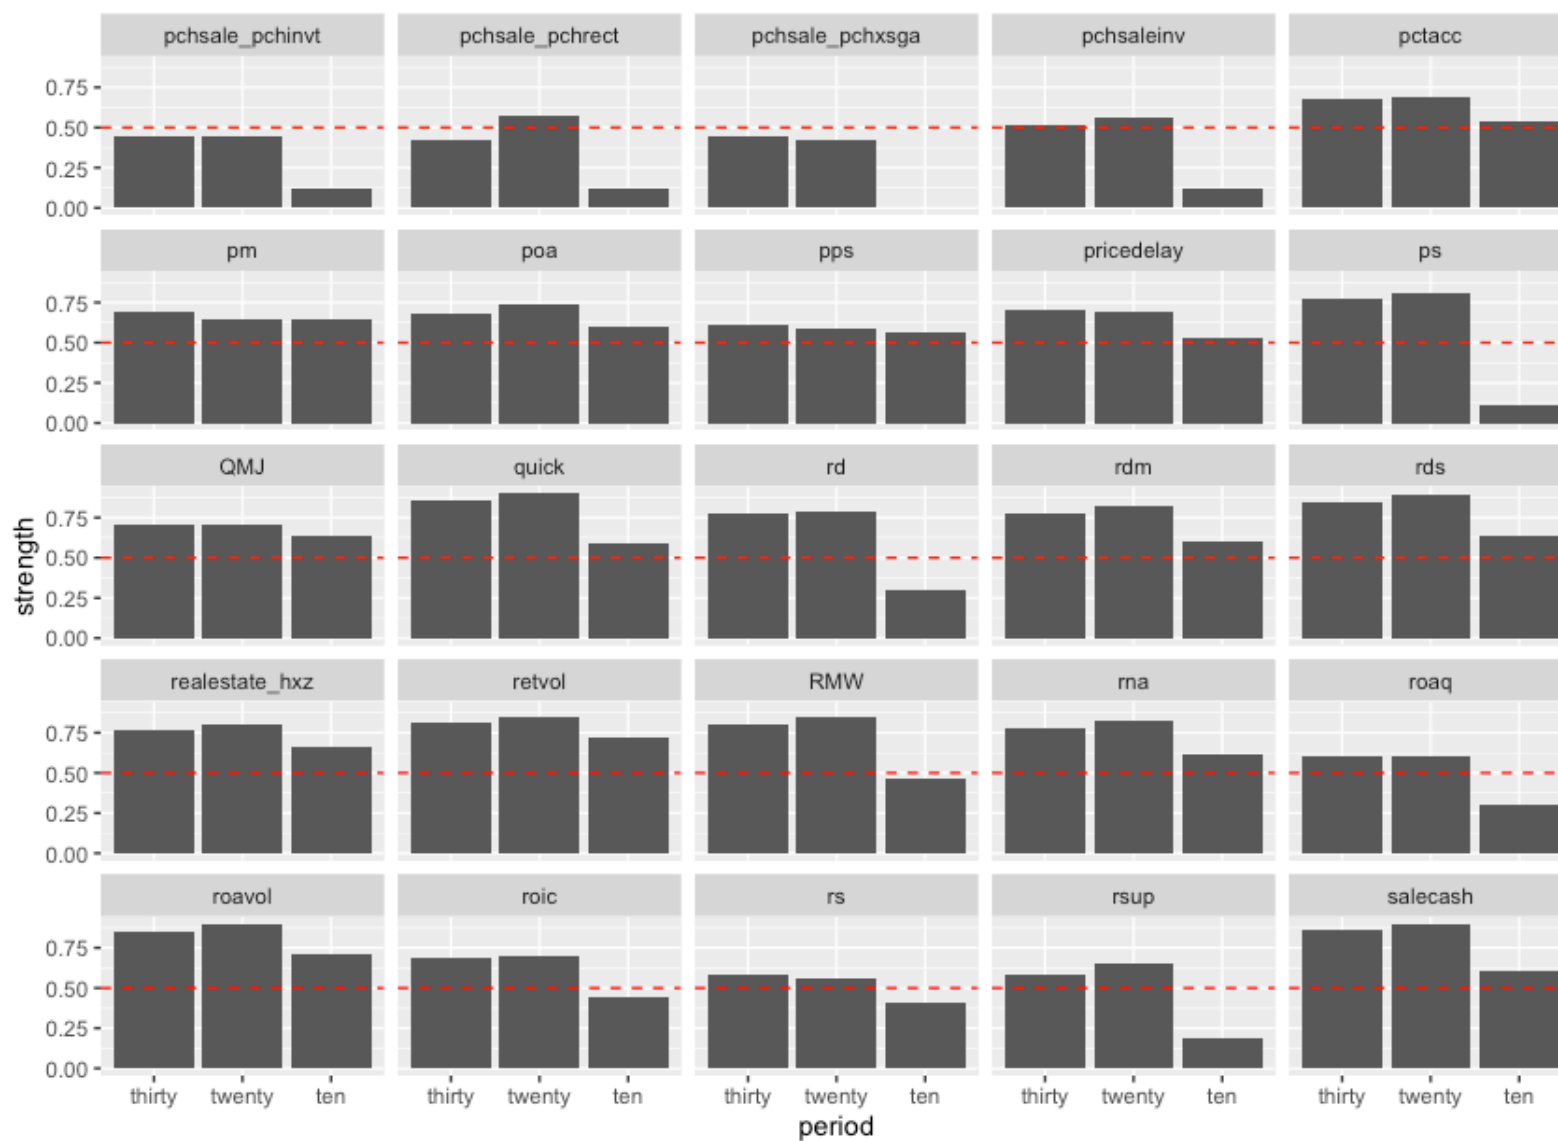 pchsale_pchinvt pchsale_pchrect pchsale_pchxsga pchsaleinv pctacc
0.75
0.50
0.25
0.00
pm poa pps pricedelay ps
0.75
0.50
0.25
0.00
QMJ quick rd rdm rds
0.75
0.50
0.25
0.00
strength
realestate_hxz retvol RMW rna roaq
0.75
0.50
0.25
0.00
roavol roic rs rsup salecash
0.75
0.50
0.25
0.00
thirty twenty ten thirty twenty ten thirty twenty ten thirty twenty ten thirty twenty ten
period